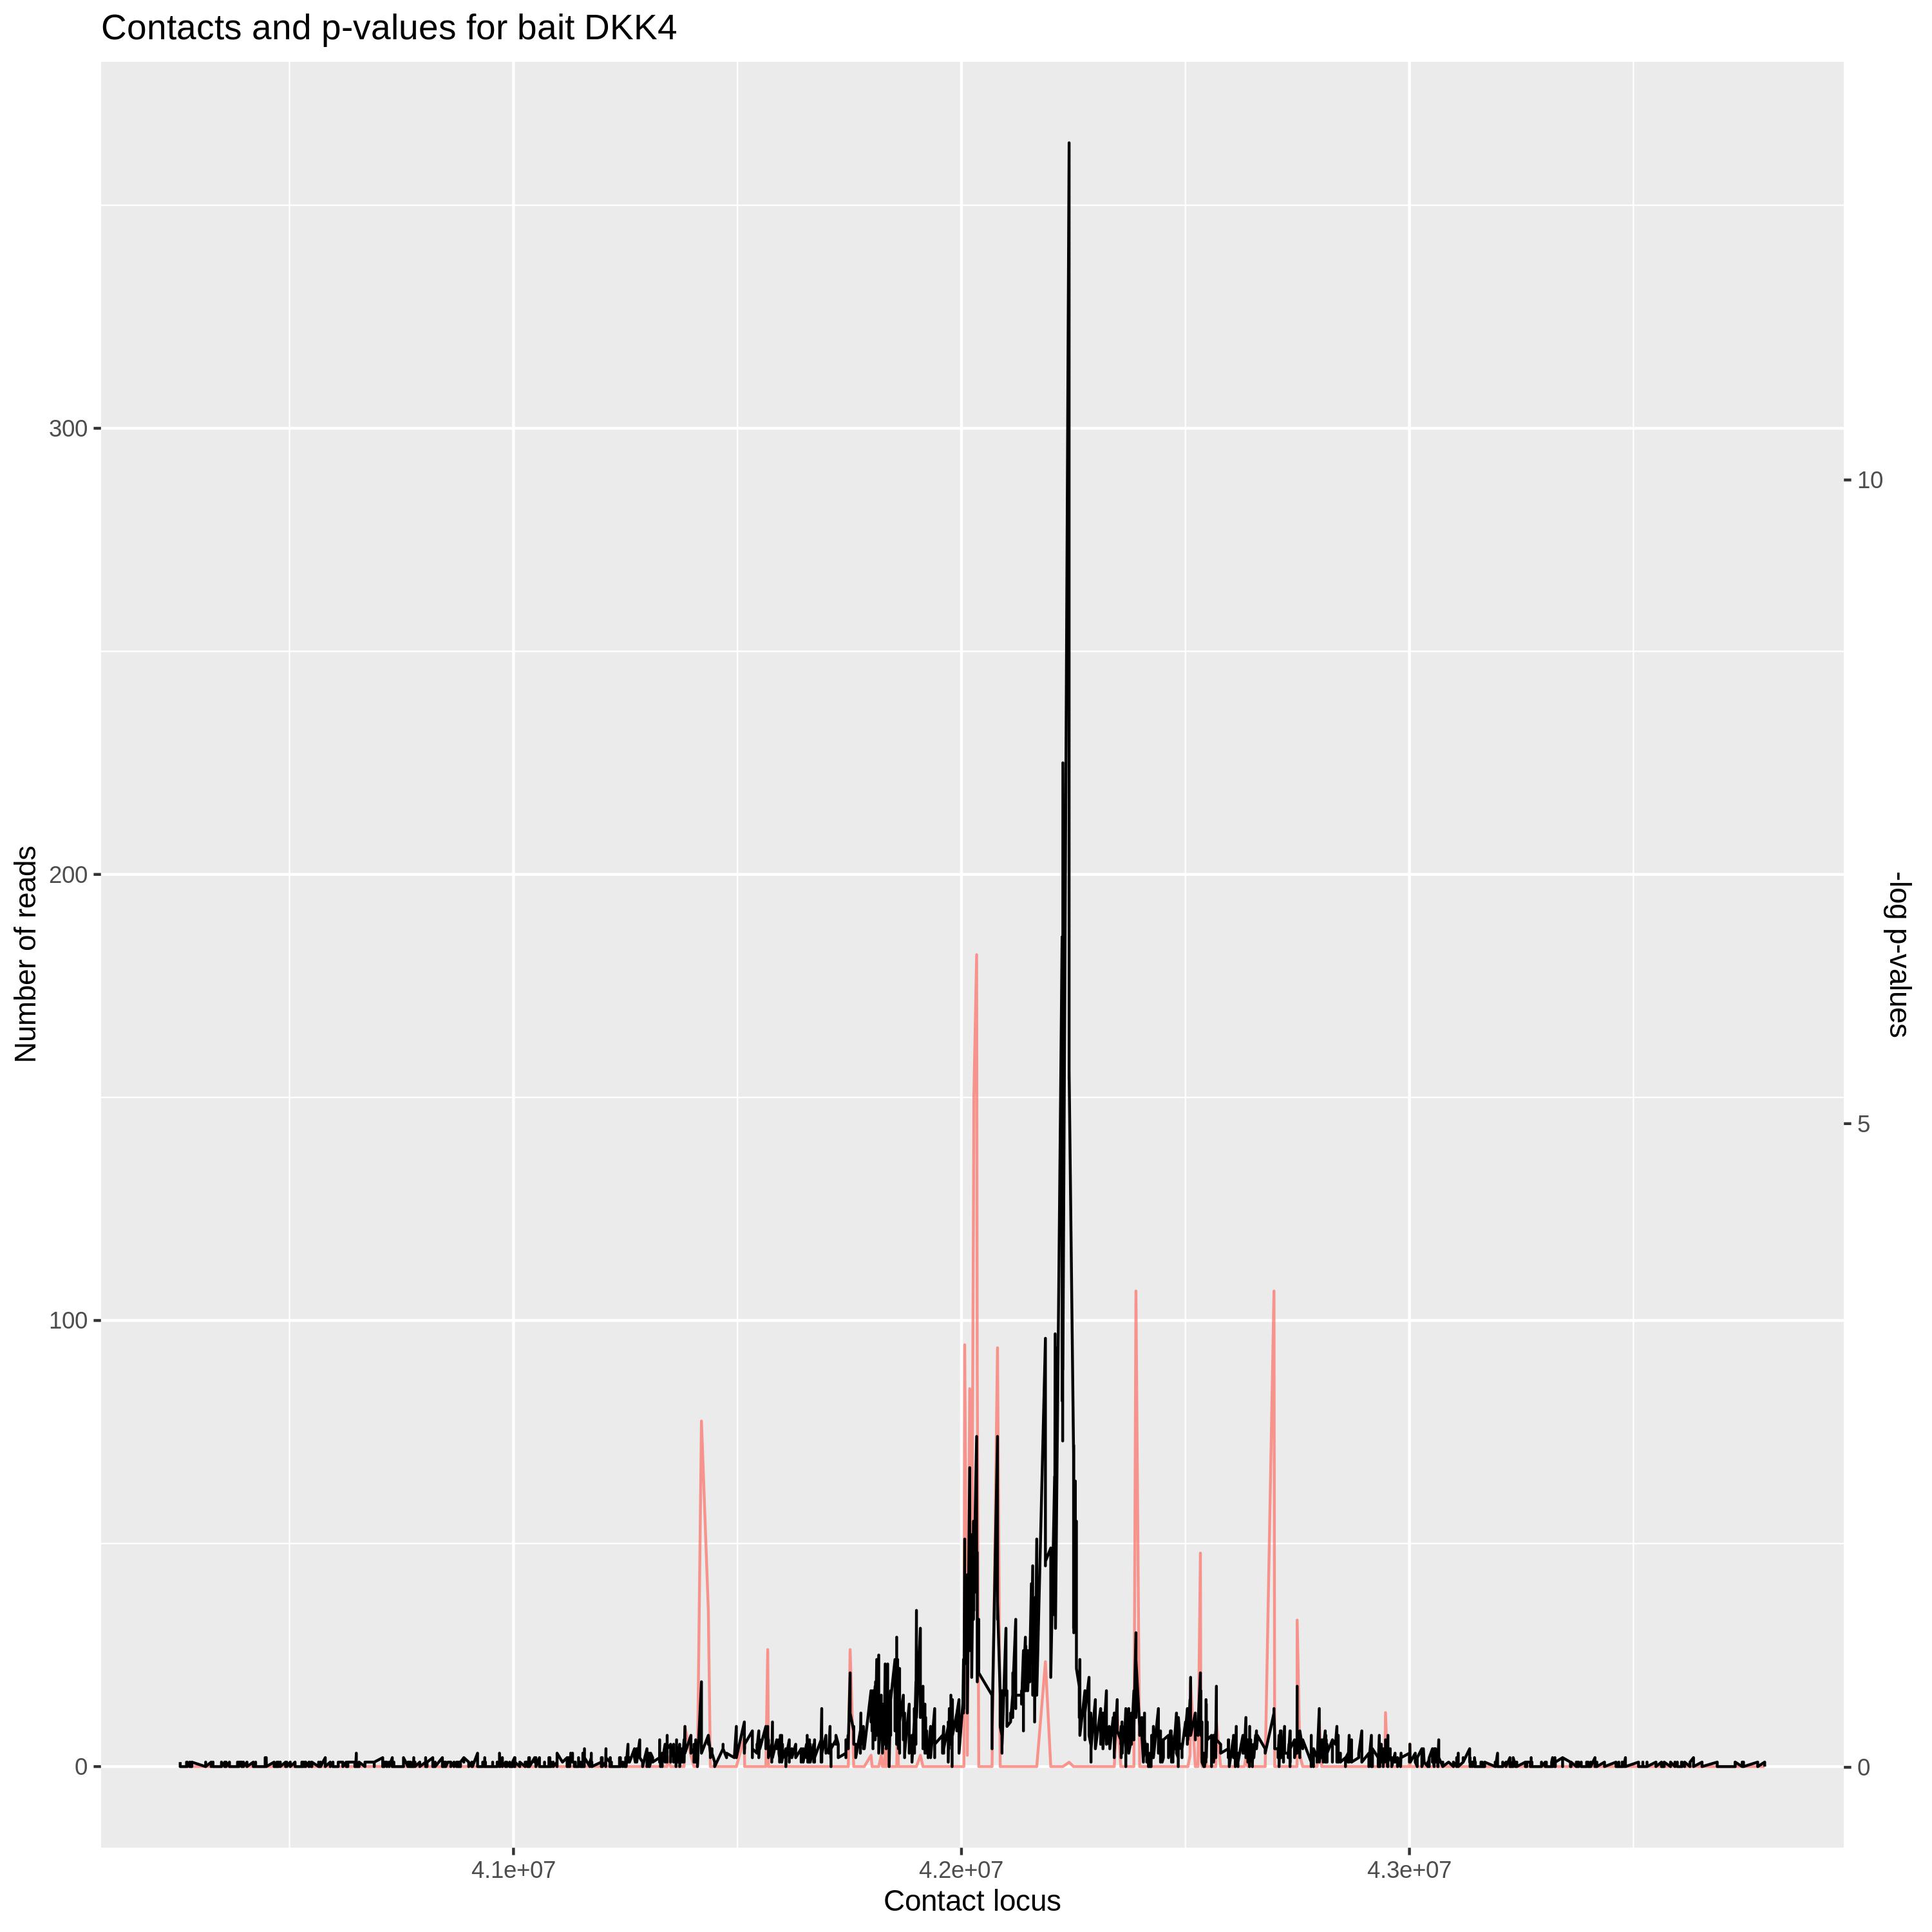 Contacts and p-values for bait DKK4
300
200
100
0
Number of reads
10
5
0
-log p-values
4.1e+07
4.2e+07
4.3e+07
Contact locus